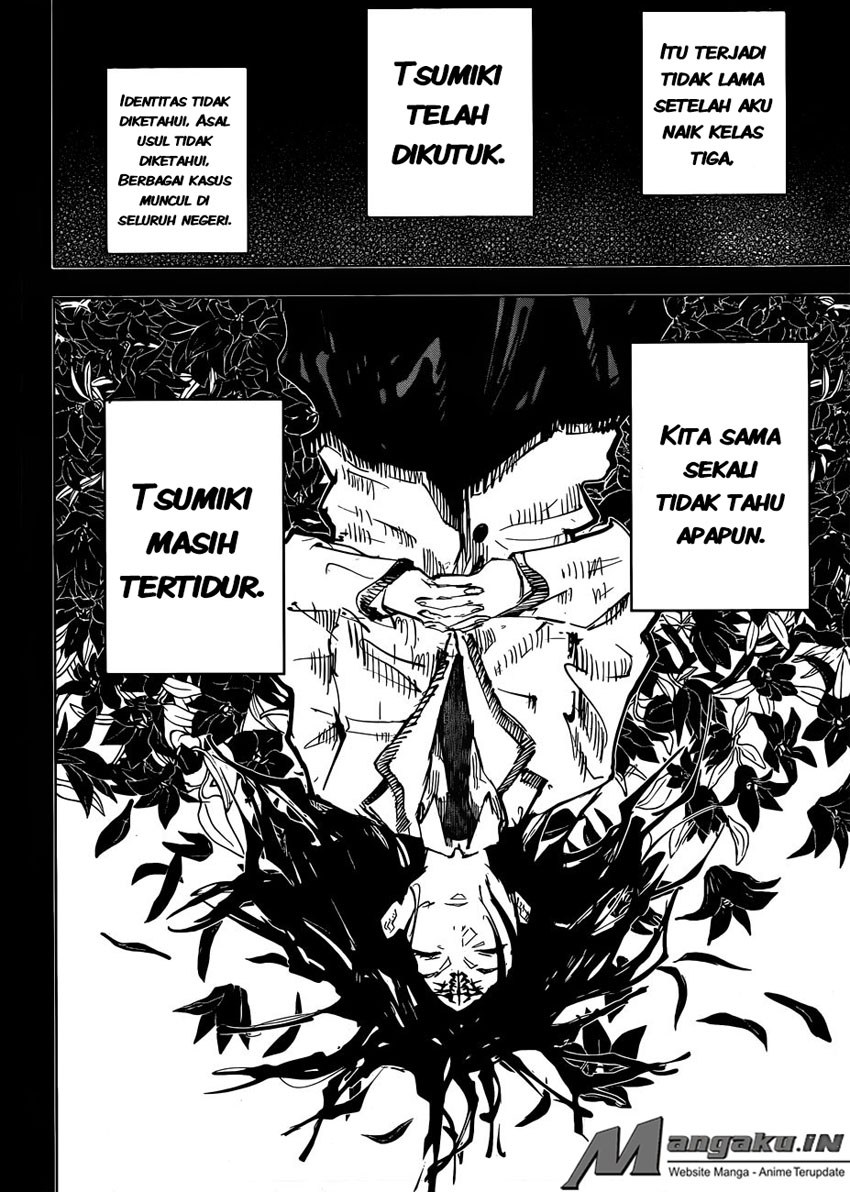 ITU TERJADI
TIDAK LAMA
SETELAH AKU
NAIK KELAS
TIGA.
TSUMIKI
TELAH
DIKUTUK.
IDENTITAS TIDAK
DIKETAHUI, ASAL
USUL TIDAK
DIKETAHUI,
BERBAGAI KASUS
MUNCUL DI
SELURUH NEGERI.
KITA SAMA
SEKALI
TIDAK TAHU
APAPUN.
TSUMIKI
MASIH
TERTIDUR.
Mangaku.in
Website Manga - Anime Terupdate